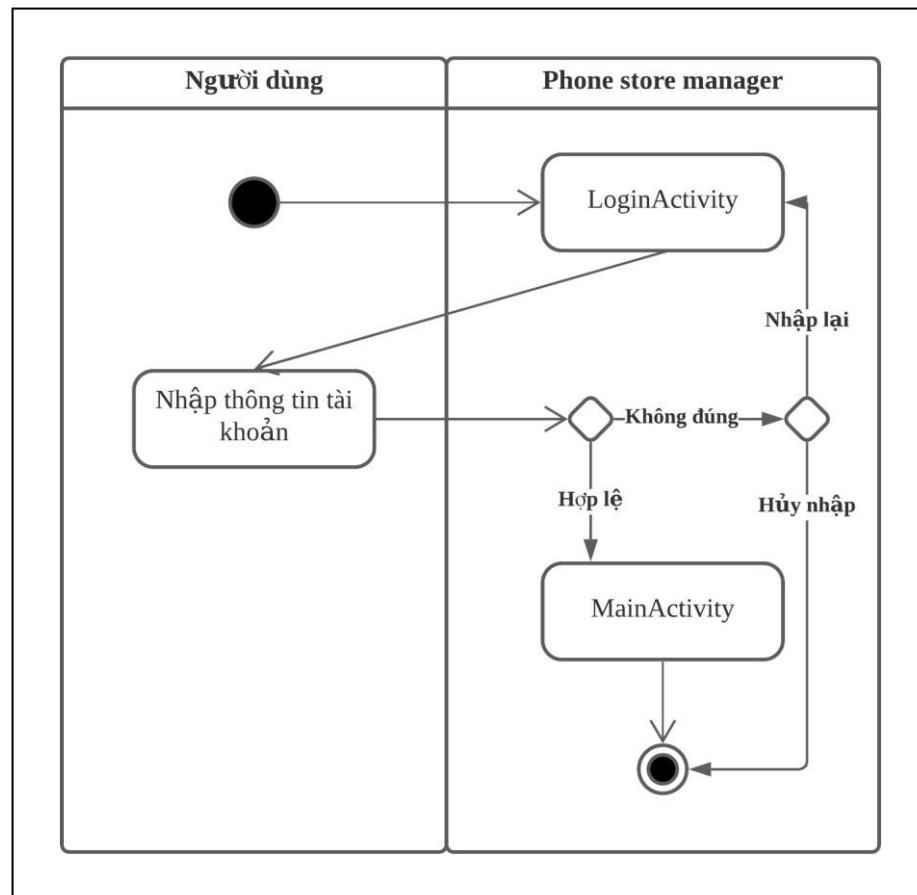 Người dùng
Phone store manager
LoginActivity
Nhập lại
Nhập thông tin tài
khoản
Không đúng
Hợp lệ
Hủy nhập
MainActivity